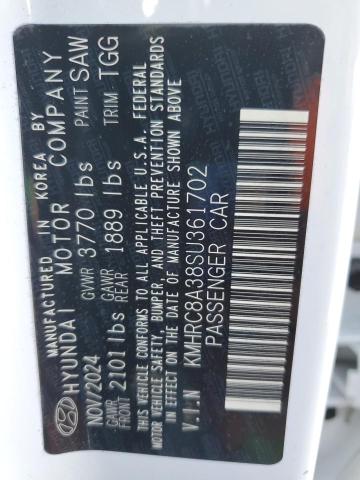 MANUFACTURED IN KOREA BY
HYUNDAI MOTOR COMPANY
NOV/2024 GVWR 3770 lbs PAINT SAW
GAWR FRONT 2101 lbs GAWR REAR 1889 lbs TRIM TGG
THIS VEHICLE CONFORMS TO ALL APPLICABLE U.S.A. FEDERAL
MOTOR VEHICLE SAFETY, BUMPER, AND THEFT PREVENTION STANDARDS
IN EFFECT ON THE DATE OF MANUFACTURE SHOWN ABOVE
V.I.N KMHRC8A38SU361702
PASSENGER CAR